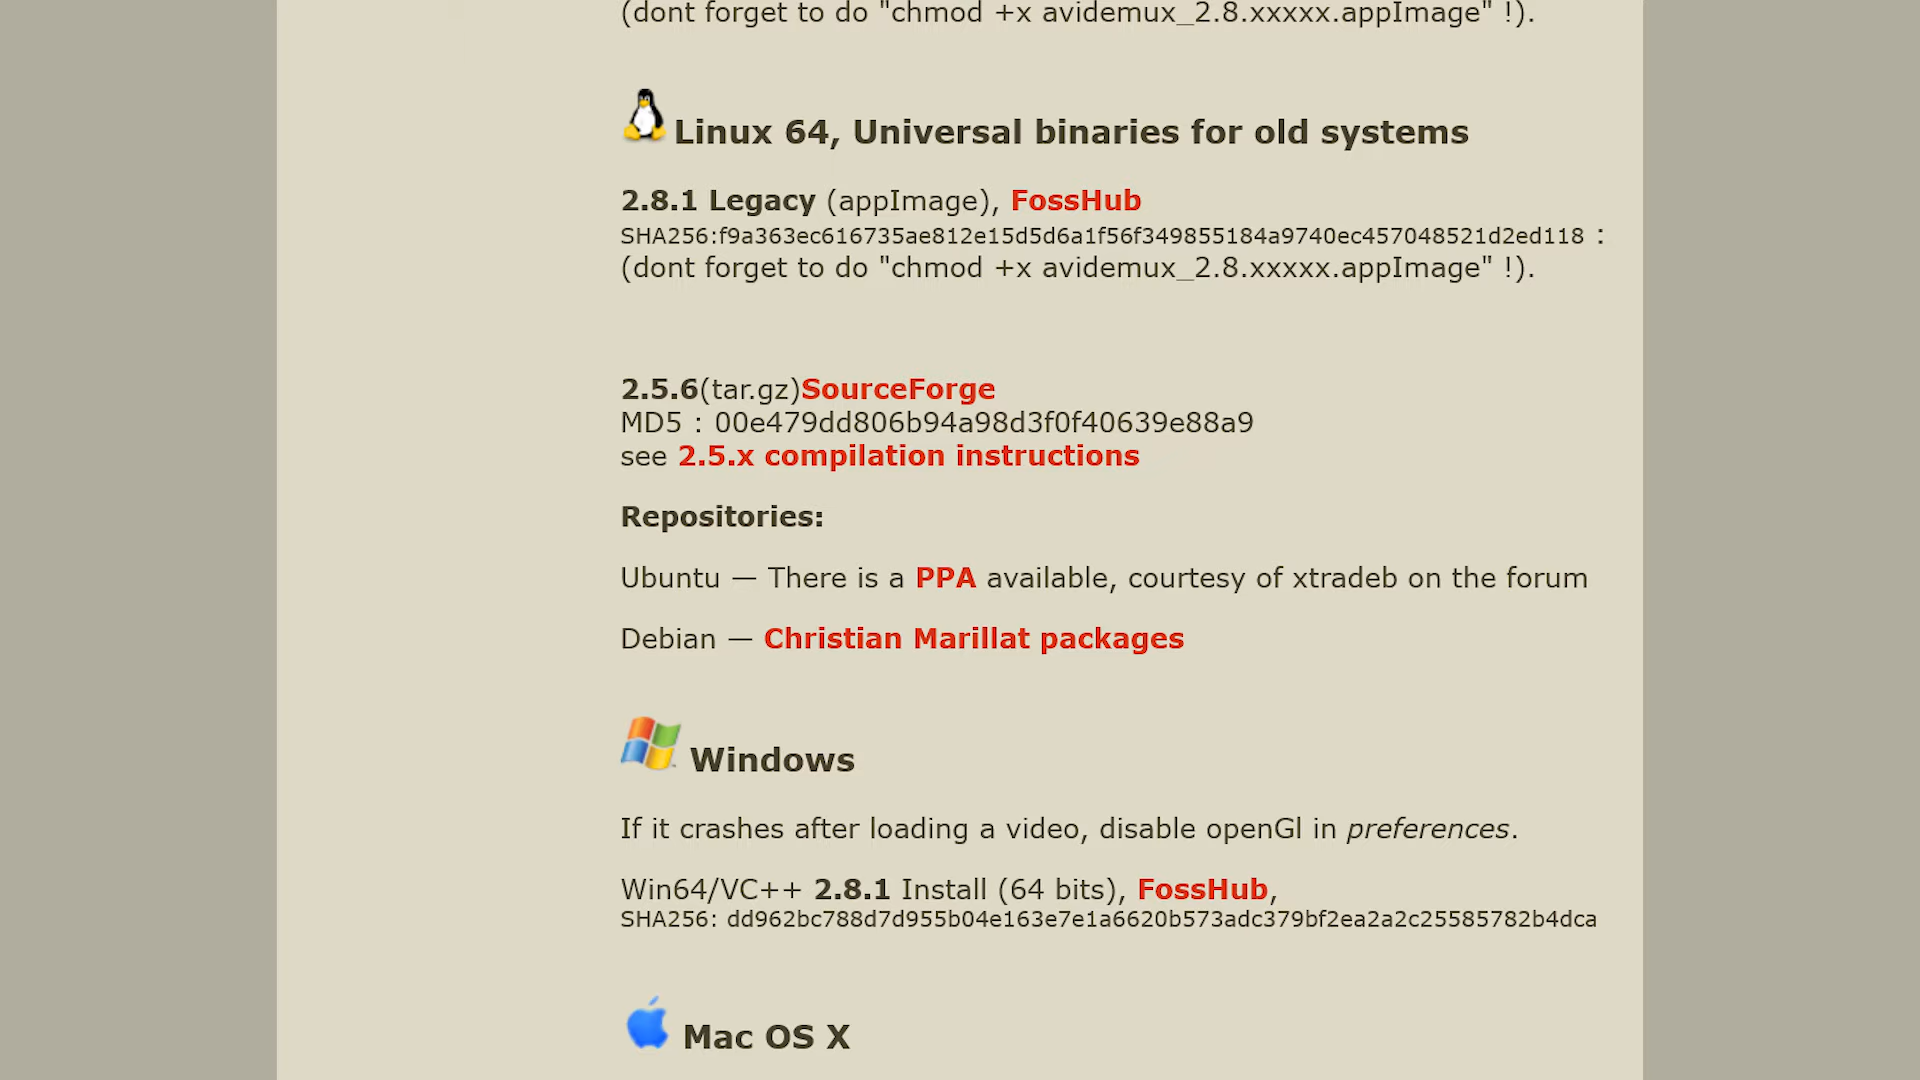 (dont forget to do "chmod +x avidemux_2.8.xxxxx.appImage" !).
Linux 64, Universal binaries for old systems
2.8.1 Legacy (appImage), FossHub
SHA256:f9a363ec616735ae812e15d5d6a1f56f349855184a9740ec457048521d2ed118 :
(dont forget to do "chmod +x avidemux_2.8.xxxxx.appImage" !).
2.5.6(tar.gz)SourceForge
MD5 : 00e479dd806b94a98d3f0f40639e88a9
see 2.5.x compilation instructions
Repositories:
Ubuntu — There is a PPA available, courtesy of xtradeb on the forum
Debian — Christian Marillat packages
Windows
If it crashes after loading a video, disable openGl in preferences.
Win64/VC++ 2.8.1 Install (64 bits), FossHub,
SHA256: dd962bc788d7d955b04e163e7e1a6620b573adc379bf2ea2a2c25585782b4dca
Mac OS X